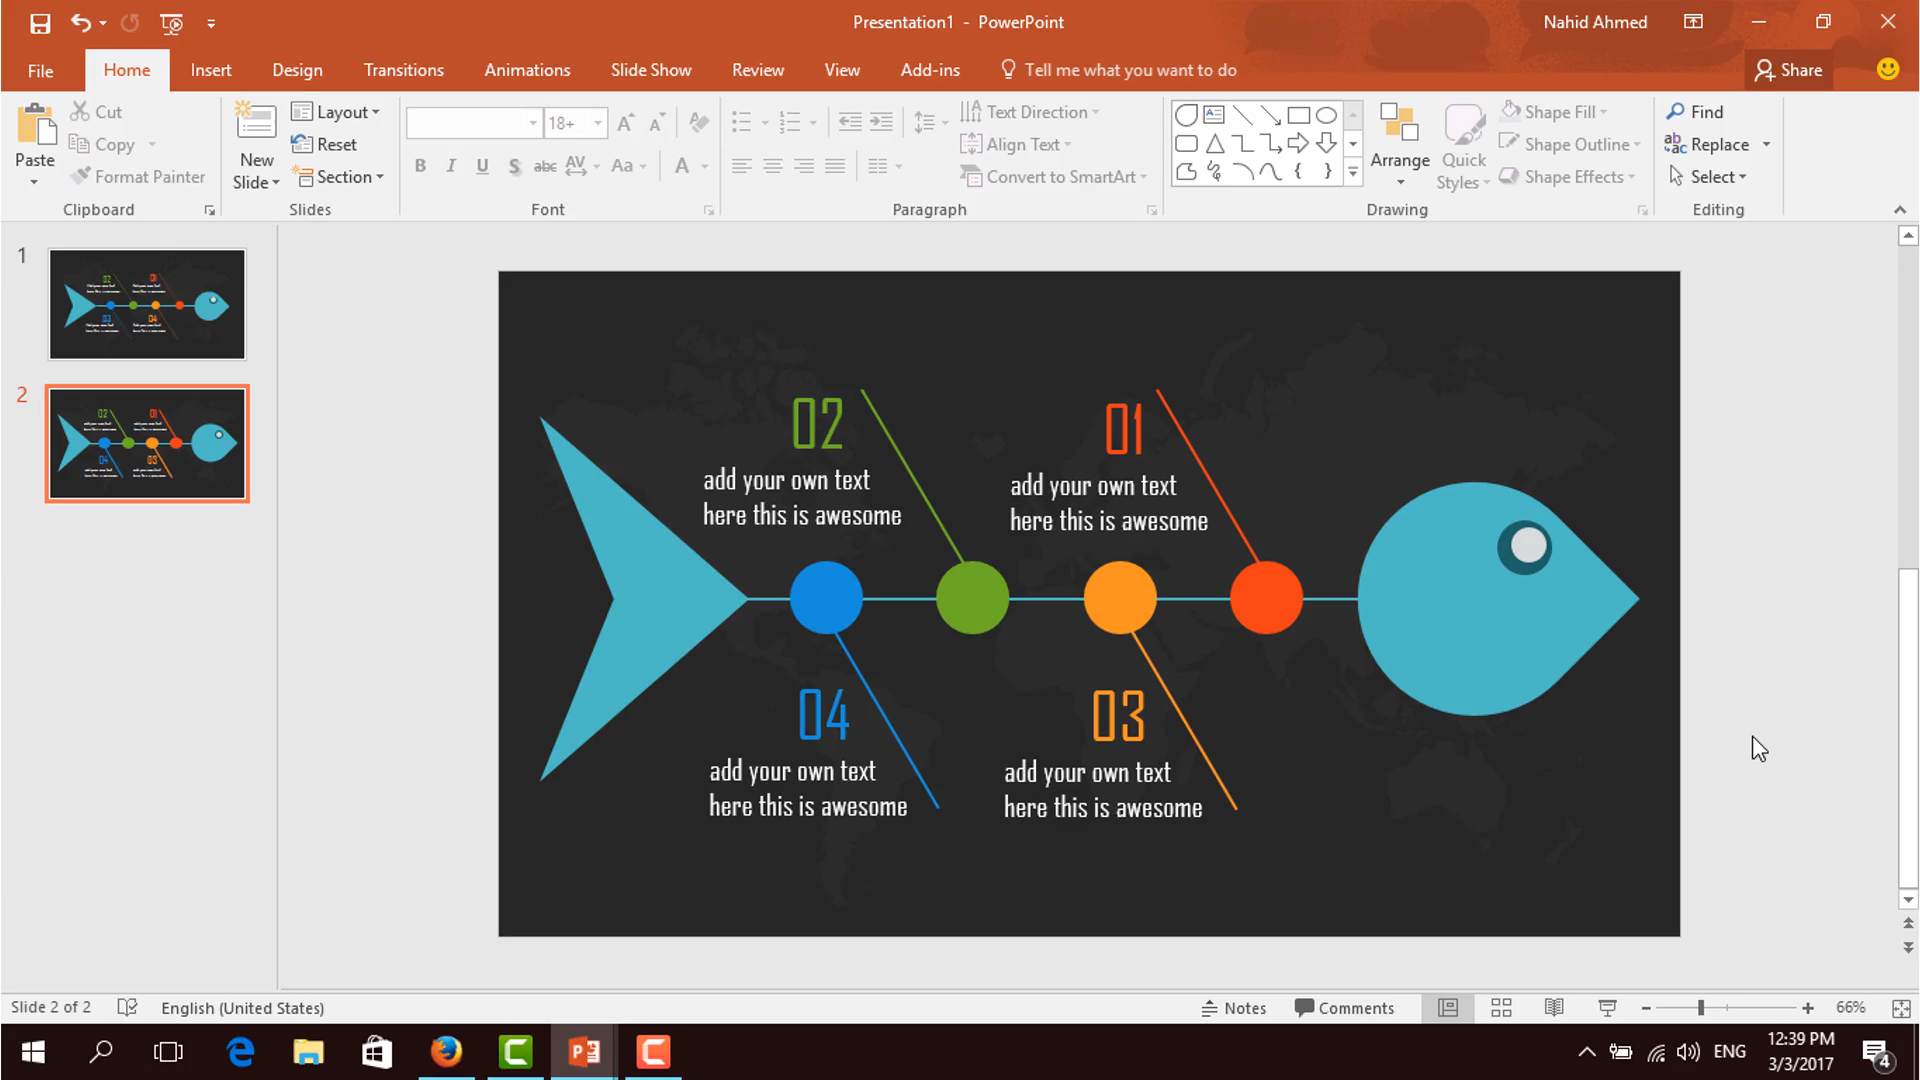 Presentation1 - PowerPoint
Nahid Ahmed
File
Home
Insert
Design
Transitions
Animations
Slide Show
Review
View
Add-ins
Tell me what you want to do
Share
Paste
Cut
Copy
Format Painter
Clipboard
New
Slide
Layout
Reset
Section
Slides
18+
B I U S abc AV Aa A
Font
Paragraph
Text Direction
Align Text
Convert to SmartArt
Arrange
Quick
Styles
Shape Fill
Shape Outline
Shape Effects
Drawing
Find
Replace
Select
Editing
1
2
02
add your own text
here this is awesome
01
add your own text
here this is awesome
04
add your own text
here this is awesome
03
add your own text
here this is awesome
Slide 2 of 2
English (United States)
Notes
Comments
66%
ENG
12:39 PM
3/3/2017
4